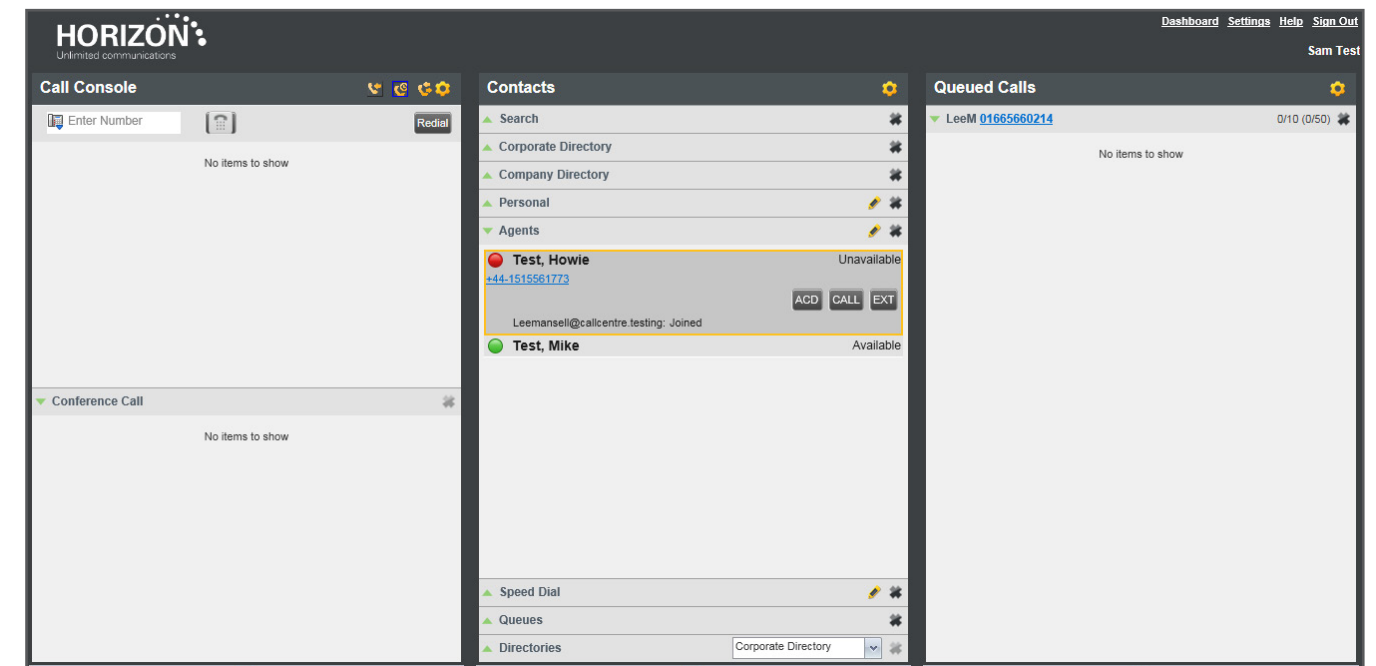 HORIZON
Unlimited communications
Dashboard Settings Help Sign Out
Sam Test
Call Console
Enter Number
Redial
No items to show
Conference Call
No items to show
Contacts
Search
Corporate Directory
Company Directory
Personal
Agents
Test, Howie Unavailable
+44-1515561773
ACD CALL EXT
Leemansell@callcentre.testing: Joined
Test, Mike Available
Speed Dial
Queues
Directories Corporate Directory
Queued Calls
LeeM 01665660214 0/10 (0/50)
No items to show